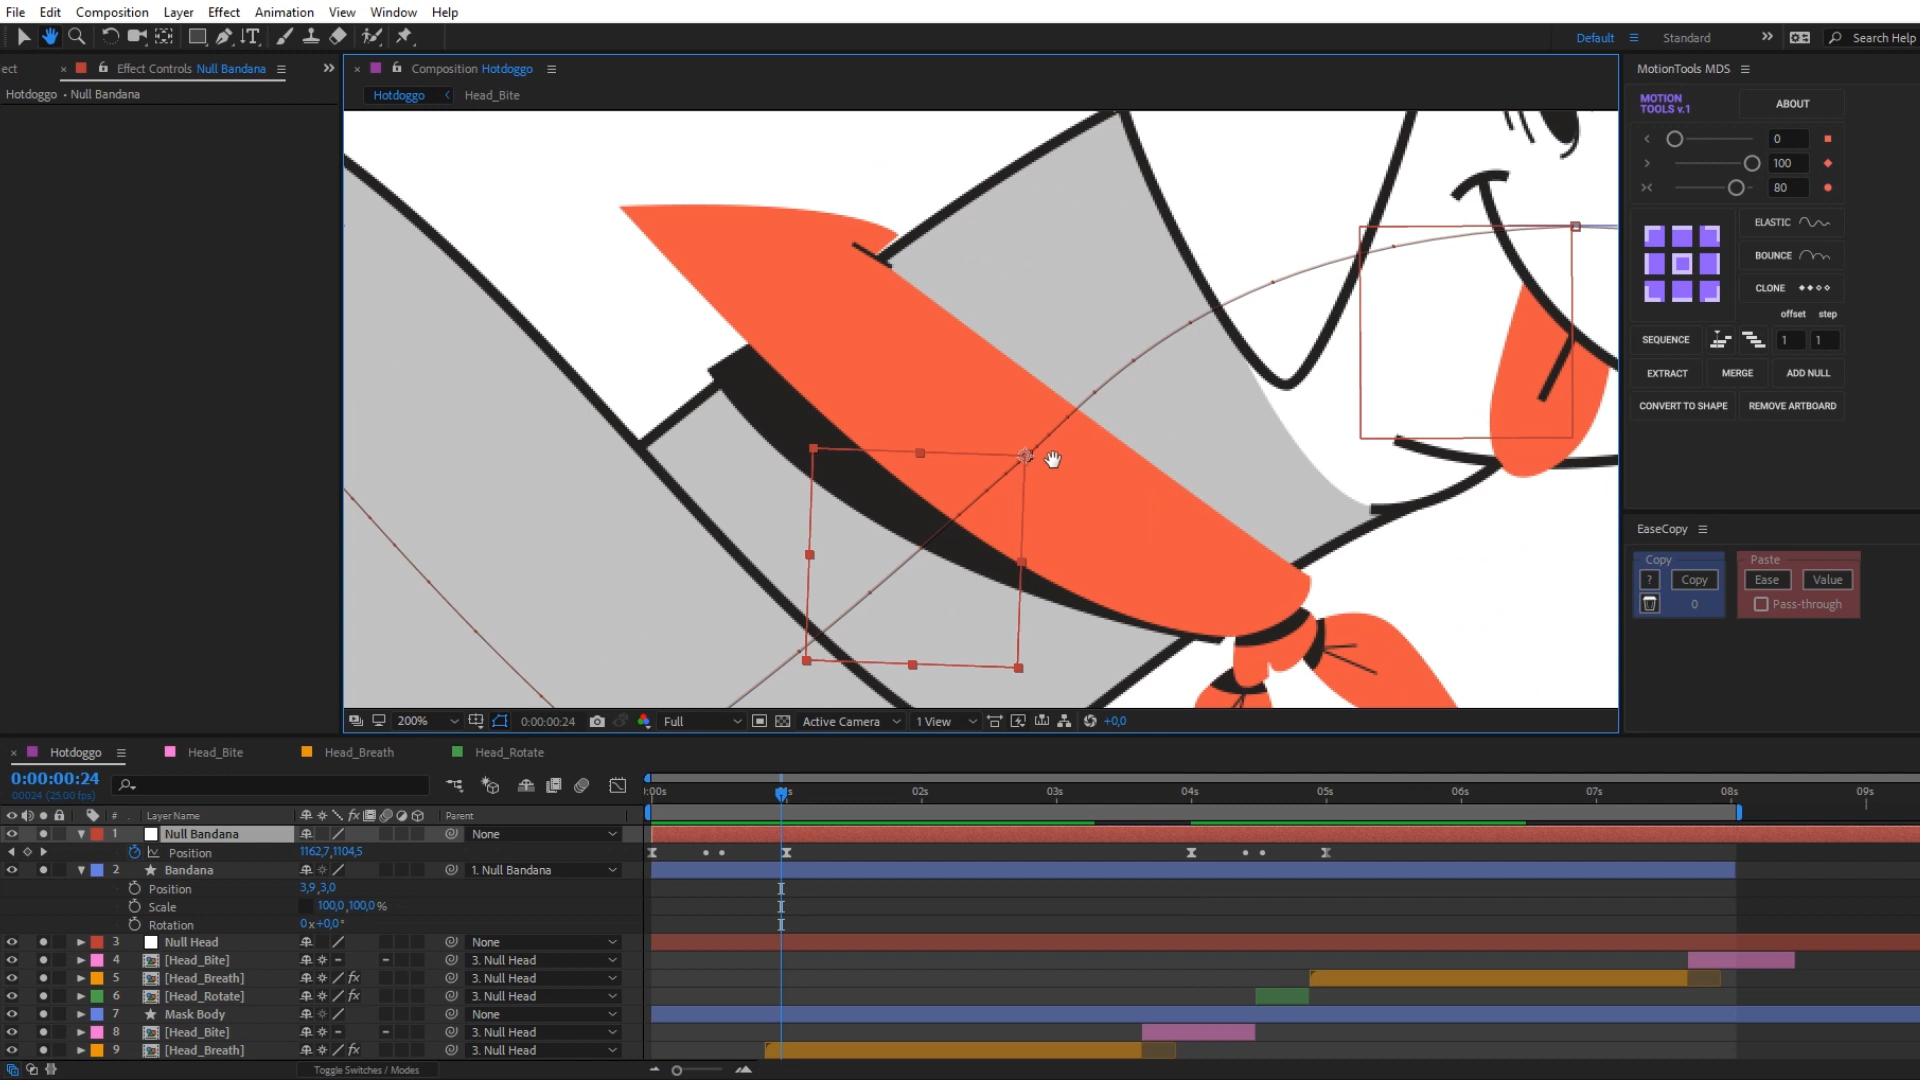 File Edit Composition Layer Effect Animation View Window Help
Default Standard Search Help
ect Effect Controls Null Bandana
Composition Hotdoggo
MotionTools MDS
Hotdoggo • Null Bandana
Hotdoggo Head_Bite
MOTION
TOOLS v.1
ABOUT
0
100
80
ELASTIC
BOUNCE
CLONE
offset step
SEQUENCE 1 1
EXTRACT MERGE ADD NULL
CONVERT TO SHAPE REMOVE ARTBOARD
EaseCopy
Copy Paste
? Copy Ease Value
0 Pass-through
200% 0:00:00:24 Full Active Camera 1 View +0,0
Hotdoggo Head_Bite Head_Breath Head_Rotate
0:00:00:24
00024 (25.00 fps)
:00s 02s 03s 04s 05s 06s 07s 08s 09s
# Layer Name fx Parent
1 Null Bandana None
Position 1162,7,1104,5
2 Bandana 1. Null Bandana
Position 3,9,3,0
Scale 100,0,100,0%
Rotation 0x+0,0°
3 Null Head None
4 [Head_Bite] 3. Null Head
5 [Head_Breath] fx 3. Null Head
6 [Head_Rotate] fx 3. Null Head
7 Mask Body None
8 [Head_Bite] 3. Null Head
9 [Head_Breath] fx 3. Null Head
Toggle Switches / Modes